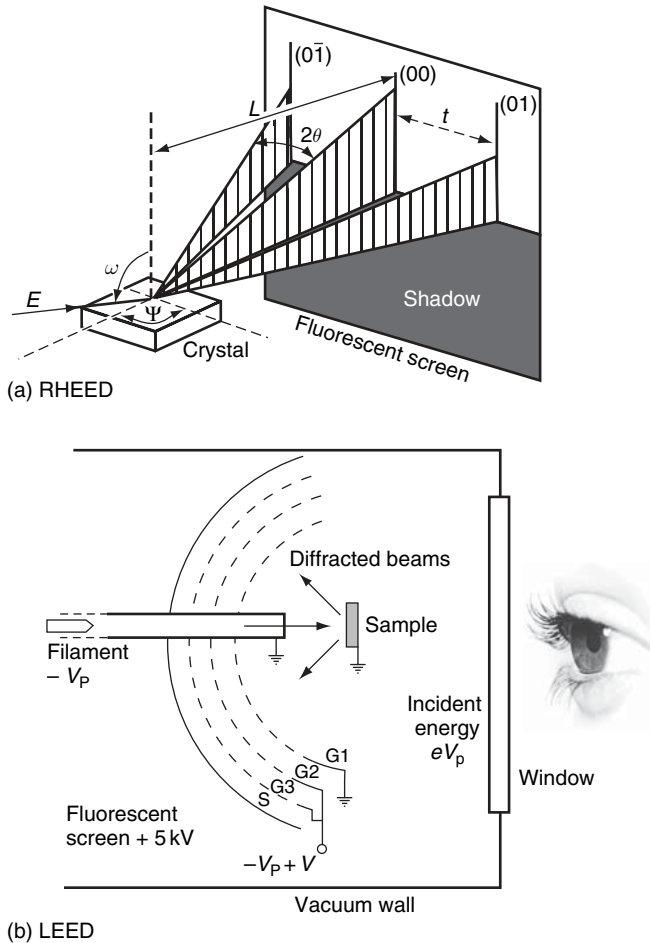 (01̄)
(00)
(01)
L
t
2θ
ω
E
Ψ
Shadow
Crystal
Fluorescent screen
(a) RHEED
Diffracted beams
Sample
Filament
– VP
Incident
energy
eVp
G1
G2
G3
S
Window
Fluorescent
screen + 5 kV
–VP + V
Vacuum wall
(b) LEED